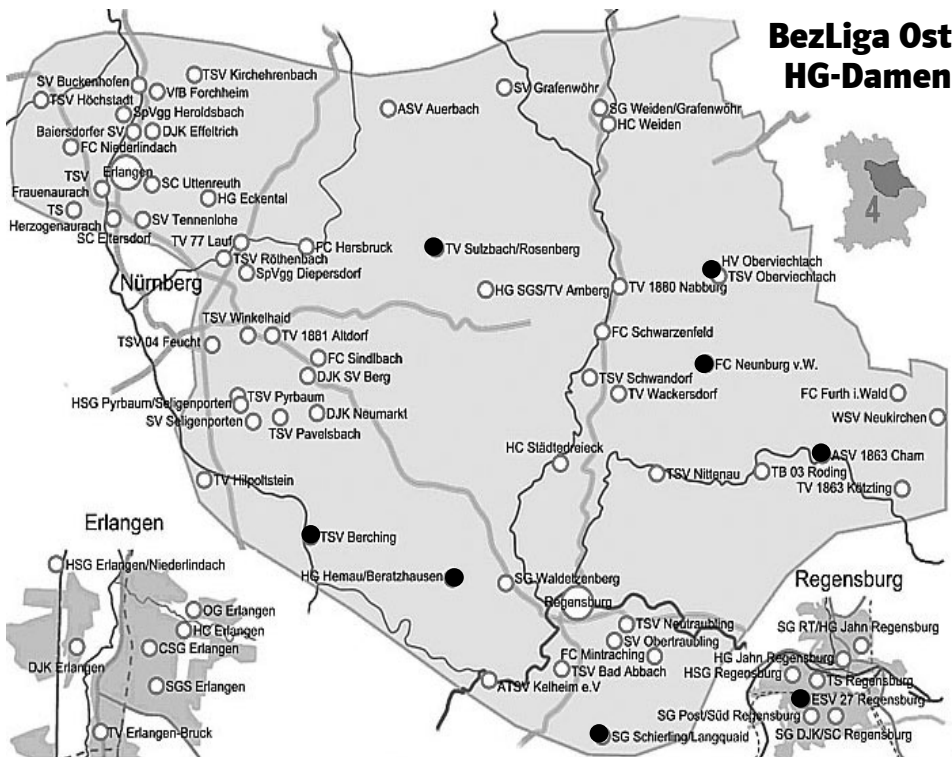 BezLiga Ost
HG-Damen
TSV Kirchehrenbach
SV Buckenhofen
VfB Forchheim
TSV Höchstadt
SpVgg Heroldsbach
Baiersdorfer SV
DJK Effeltrich
FC Niederlindach
Erlangen
TSV
Frauenaurach
SC Uttenreuth
HG Eckental
TS
Herzogenaurach
SV Tennenlohe
SC Eltersdorf
TV 77 Lauf
FC Hersbruck
TSV Röthenbach
SpVgg Diepersdorf
Nürnberg
ASV Auerbach
SV Grafenwöhr
SG Weiden/Grafenwöhr
HC Weiden
4
TV Sulzbach/Rosenberg
HG SGS/TV Amberg
HV Oberviechtach
TSV Oberviechtach
TV 1880 Nabburg
TSV Winkelhaid
TSV 04 Feucht
TV 1881 Altdorf
FC Sindlbach
DJK SV Berg
FC Schwarzenfeld
FC Neunburg v.W.
TSV Schwandorf
TV Wackersdorf
FC Furth i.Wald
WSV Neukirchen
TSV Pyrbaum
HSG Pyrbaum/Seligenporten
SV Seligenporten
DJK Neumarkt
TSV Pavelsbach
HC Städtedreieck
ASV 1863 Cham
TSV Nittenau
TB 03 Roding
TV 1863 Kötzling
TV Hilpoltstein
TSV Berching
HG Hemau/Beratzhausen
SG Waldetzenberg
Regensburg
TSV Neutraubling
SV Obertraubling
FC Mintraching
TSV Bad Abbach
ATSV Kelheim e.V
SG Schierling/Langquaid
Erlangen
HSG Erlangen/Niederlindach
OG Erlangen
HC Erlangen
CSG Erlangen
DJK Erlangen
SGS Erlangen
TV Erlangen-Bruck
Regensburg
SG RT/HG Jahn Regensburg
HG Jahn Regensburg
HSG Regensburg
TS Regensburg
ESV 27 Regensburg
SG Post/Süd Regensburg
SG DJK/SC Regensburg